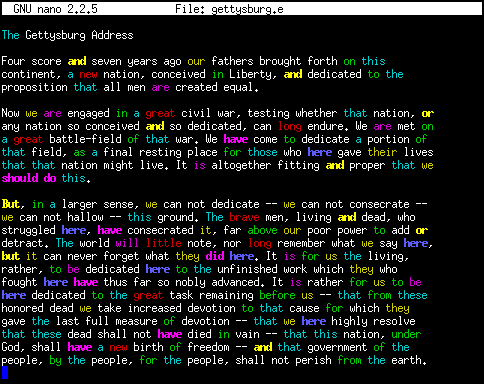 GNU nano 2.2.5 File: gettysburg.e
The Gettysburg Address
Four score and seven years ago our fathers brought forth on this
continent, a new nation, conceived in Liberty, and dedicated to the
proposition that all men are created equal.
Now we are engaged in a great civil war, testing whether that nation, or
any nation so conceived and so dedicated, can long endure. We are met on
a great battle-field of that war. We have come to dedicate a portion of
that field, as a final resting place for those who here gave their lives
that that nation might live. It is altogether fitting and proper that we
should do this.
But, in a larger sense, we can not dedicate -- we can not consecrate --
we can not hallow -- this ground. The brave men, living and dead, who
struggled here, have consecrated it, far above our poor power to add or
detract. The world will little note, nor long remember what we say here,
but it can never forget what they did here. It is for us the living,
rather, to be dedicated here to the unfinished work which they who
fought here have thus far so nobly advanced. It is rather for us to be
here dedicated to the great task remaining before us -- that from these
honored dead we take increased devotion to that cause for which they
gave the last full measure of devotion -- that we here highly resolve
that these dead shall not have died in vain -- that this nation, under
God, shall have a new birth of freedom -- and that government of the
people, by the people, for the people, shall not perish from the earth.